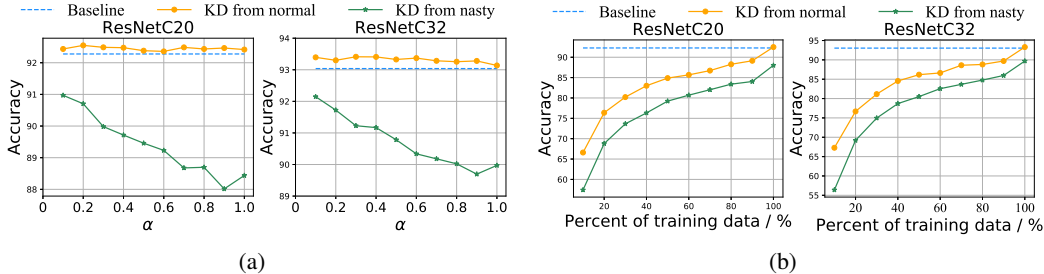 Baseline KD from normal KD from nasty
ResNetC20 ResNetC32
Accuracy
92
91
90
89
88
0 0.2 0.4 0.6 0.8 1.0
α
Accuracy
94
93
92
91
90
89
0 0.2 0.4 0.6 0.8 1.0
α
(a)
Baseline KD from normal KD from nasty
ResNetC20 ResNetC32
Accuracy
90
85
80
75
70
65
60
20 40 60 80 100
Percent of training data / %
Accuracy
95
90
85
80
75
70
65
60
55
20 40 60 80 100
Percent of training data / %
(b)